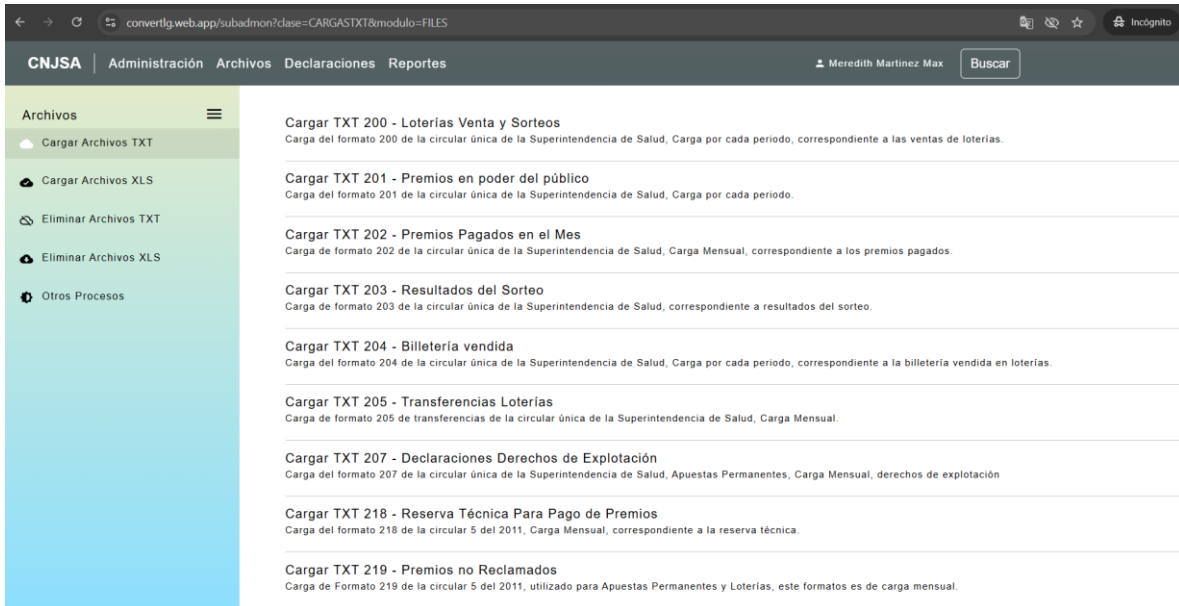 convertlg.web.app/subadmon?clase=CARGASTXT&modulo=FILES
Incógnito
CNJSA Administración Archivos Declaraciones Reportes Meredith Martinez Max Buscar
Archivos
Cargar Archivos TXT
Cargar Archivos XLS
Eliminar Archivos TXT
Eliminar Archivos XLS
Otros Procesos
Cargar TXT 200 - Loterías Venta y Sorteos
Carga del formato 200 de la circular única de la Superintendencia de Salud, Carga por cada periodo, correspondiente a las ventas de loterías.
Cargar TXT 201 - Premios en poder del público
Carga del formato 201 de la circular única de la Superintendencia de Salud, Carga por cada periodo.
Cargar TXT 202 - Premios Pagados en el Mes
Carga de formato 202 de la circular única de la Superintendencia de Salud, Carga Mensual, correspondiente a los premios pagados.
Cargar TXT 203 - Resultados del Sorteo
Carga de formato 203 de la circular única de la Superintendencia de Salud, correspondiente a resultados del sorteo.
Cargar TXT 204 - Billetería vendida
Carga del formato 204 de la circular única de la Superintendencia de Salud, Carga por cada periodo, correspondiente a la billetería vendida en loterías.
Cargar TXT 205 - Transferencias Loterías
Carga de formato 205 de transferencias de la circular única de la Superintendencia de Salud, Carga Mensual.
Cargar TXT 207 - Declaraciones Derechos de Explotación
Carga del formato 207 de la circular única de la Superintendencia de Salud, Apuestas Permanentes, Carga Mensual, derechos de explotación
Cargar TXT 218 - Reserva Técnica Para Pago de Premios
Carga del formato 218 de la circular 5 del 2011, Carga Mensual, correspondiente a la reserva técnica.
Cargar TXT 219 - Premios no Reclamados
Carga de Formato 219 de la circular 5 del 2011, utilizado para Apuestas Permanentes y Loterías, este formatos es de carga mensual.